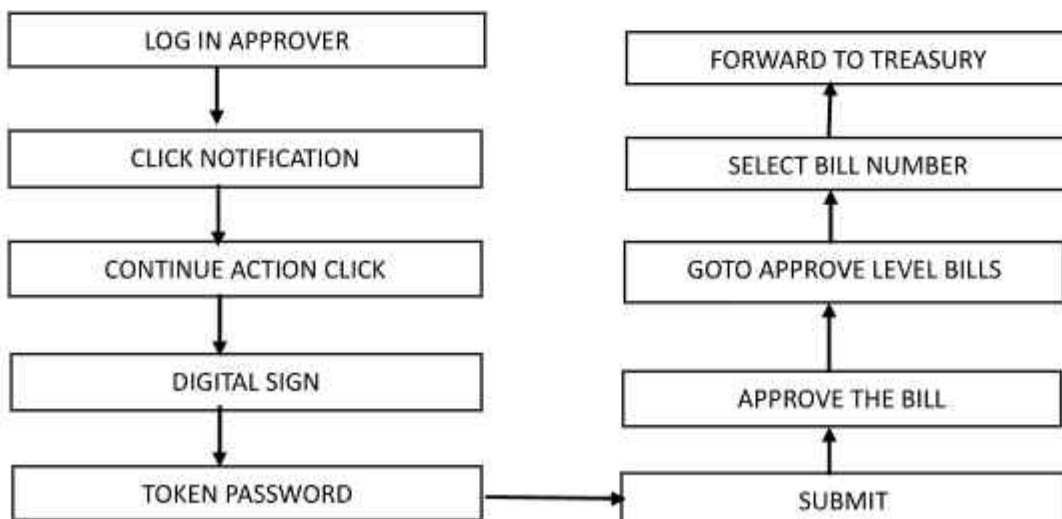 LOG IN APPROVER
CLICK NOTIFICATION
CONTINUE ACTION CLICK
DIGITAL SIGN
TOKEN PASSWORD
SUBMIT
APPROVE THE BILL
GOTO APPROVE LEVEL BILLS
SELECT BILL NUMBER
FORWARD TO TREASURY